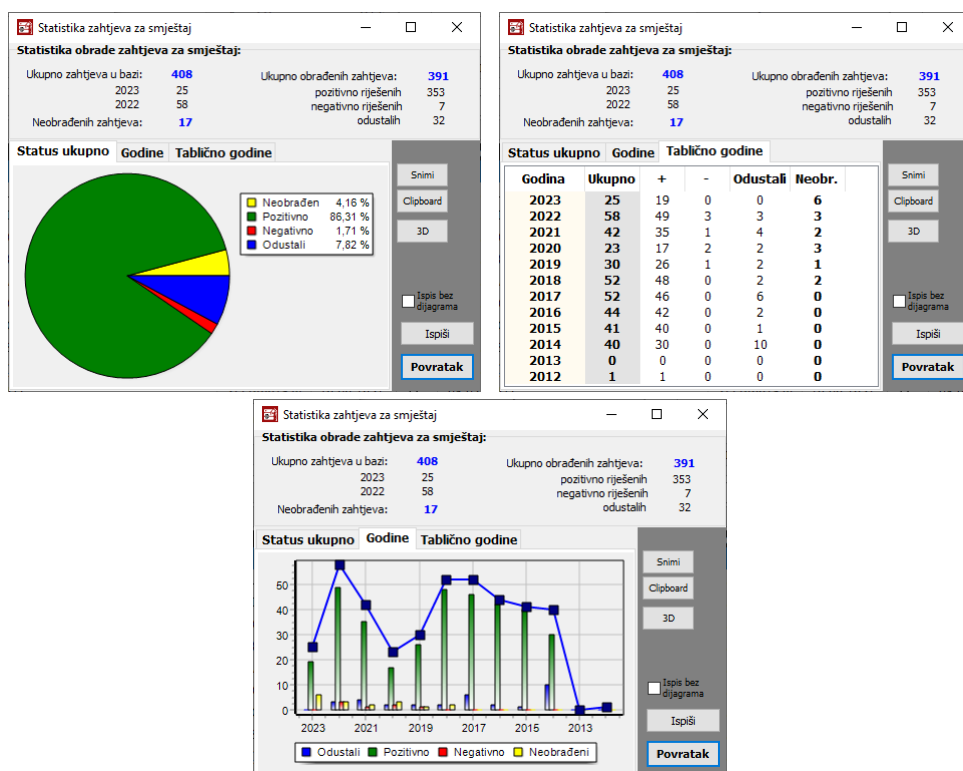 Statistika zahtjeva za smještaj
Statistika obrade zahtjeva za smještaj:
Ukupno zahtjeva u bazi: 408 Ukupno obrađenih zahtjeva: 391
2023 25 pozitivno riješenih 353
2022 58 negativno riješenih 7
Neobrađenih zahtjeva: 17 odustalih 32
Status ukupno Godine Tablično godine
Neobrađen 4,16 %
Pozitivno 86,31 %
Negativno 1,71 %
Odustali 7,82 %
Snimi
Clipboard
3D
Ispis bez
dijagrama
Ispiši
Povratak
Statistika zahtjeva za smještaj
Statistika obrade zahtjeva za smještaj:
Ukupno zahtjeva u bazi: 408 Ukupno obrađenih zahtjeva: 391
2023 25 pozitivno riješenih 353
2022 58 negativno riješenih 7
Neobrađenih zahtjeva: 17 odustalih 32
Status ukupno Godine Tablično godine
Godina Ukupno + - Odustali Neobr.
2023 25 19 0 0 6
2022 58 49 3 3 3
2021 42 35 1 4 2
2020 23 17 2 2 3
2019 30 26 1 2 1
2018 52 48 0 2 2
2017 52 46 0 6 0
2016 44 42 0 2 0
2015 41 40 0 1 0
2014 40 30 0 10 0
2013 0 0 0 0 0
2012 1 1 0 0 0
Snimi
Clipboard
3D
Ispis bez
dijagrama
Ispiši
Povratak
Statistika zahtjeva za smještaj
Statistika obrade zahtjeva za smještaj:
Ukupno zahtjeva u bazi: 408 Ukupno obrađenih zahtjeva: 391
2023 25 pozitivno riješenih 353
2022 58 negativno riješenih 7
Neobrađenih zahtjeva: 17 odustalih 32
Status ukupno Godine Tablično godine
50
40
30
20
10
0
2023 2021 2019 2017 2015 2013
Odustali Pozitivno Negativno Neobrađeni
Snimi
Clipboard
3D
Ispis bez
dijagrama
Ispiši
Povratak